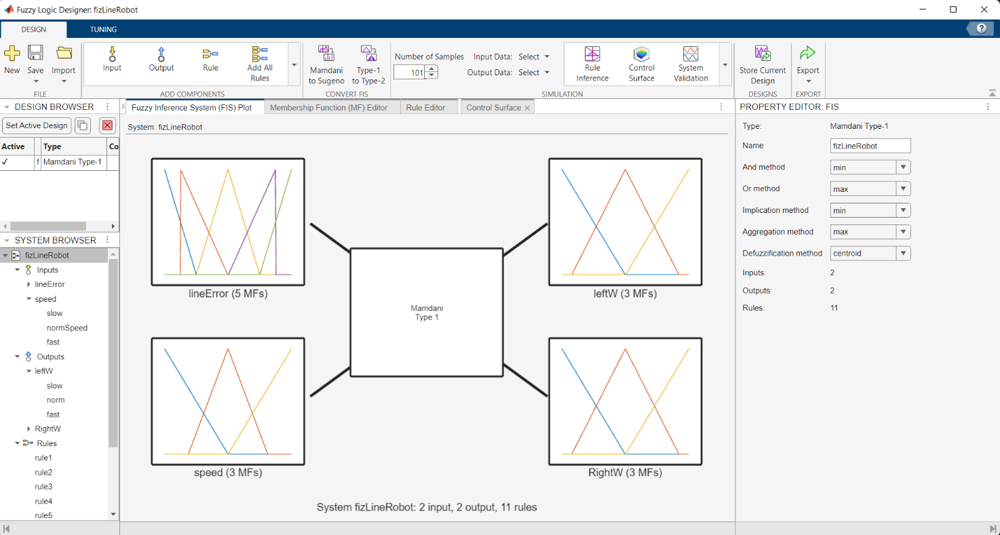 Fuzzy Logic Designer: fizLineRobot
DESIGN TUNING
?
New Save Import
FILE
Input Output Rule Add All Rules
ADD COMPONENTS
Mamdani to Sugeno Type-1 to Type-2
CONVERT FIS
Number of Samples Input Data: Select
101 Output Data: Select
Rule Inference Control Surface System Validation
SIMULATION
Store Current Design
DESIGNS
Export
EXPORT
DESIGN BROWSER
Set Active Design
Active Type Co
✓ f Mamdani Type-1
SYSTEM BROWSER
fizLineRobot
Inputs
lineError
speed
slow
normSpeed
fast
Outputs
leftW
slow
norm
fast
RightW
Rules
rule1
rule2
rule3
rule4
rule5
Fuzzy Inference System (FIS) Plot Membership Function (MF) Editor Rule Editor Control Surface
System: fizLineRobot
lineError (5 MFs)
leftW (3 MFs)
Mamdani
Type 1
speed (3 MFs)
RightW (3 MFs)
System fizLineRobot: 2 input, 2 output, 11 rules
PROPERTY EDITOR: FIS
Type: Mamdani Type-1
Name fizLineRobot
And method min
Or method max
Implication method min
Aggregation method max
Defuzzification method centroid
Inputs: 2
Outputs: 2
Rules: 11